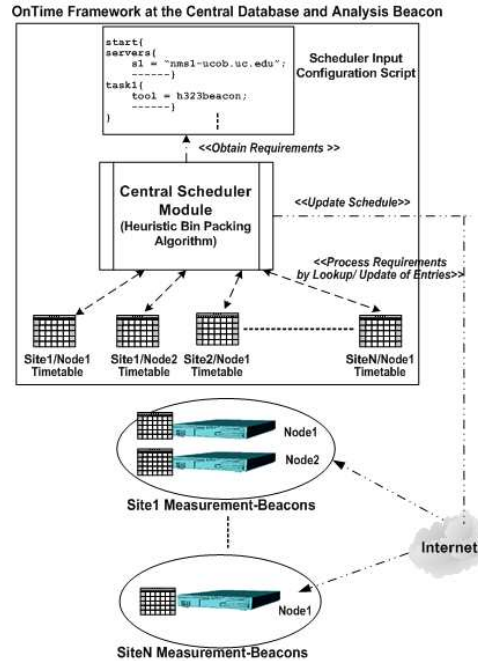 OnTime Framework at the Central Database and Analysis Beacon
start{
servers{
s1 = "nms1-ucob.uc.edu";
------}
task1{
tool = h323beacon;
------}
}
Scheduler Input
Configuration Script
<<Obtain Requirements >>
Central Scheduler
Module
(Heuristic Bin Packing
Algorithm)
<<Update Schedule>>
<<Process Requirements
by Lookup/ Update of Entries>>
Site1/Node1
Timetable
Site1/Node2
Timetable
Site2/Node1
Timetable
SiteN/Node1
Timetable
Node1
Node2
Site1 Measurement-Beacons
Internet
Node1
SiteN Measurement-Beacons